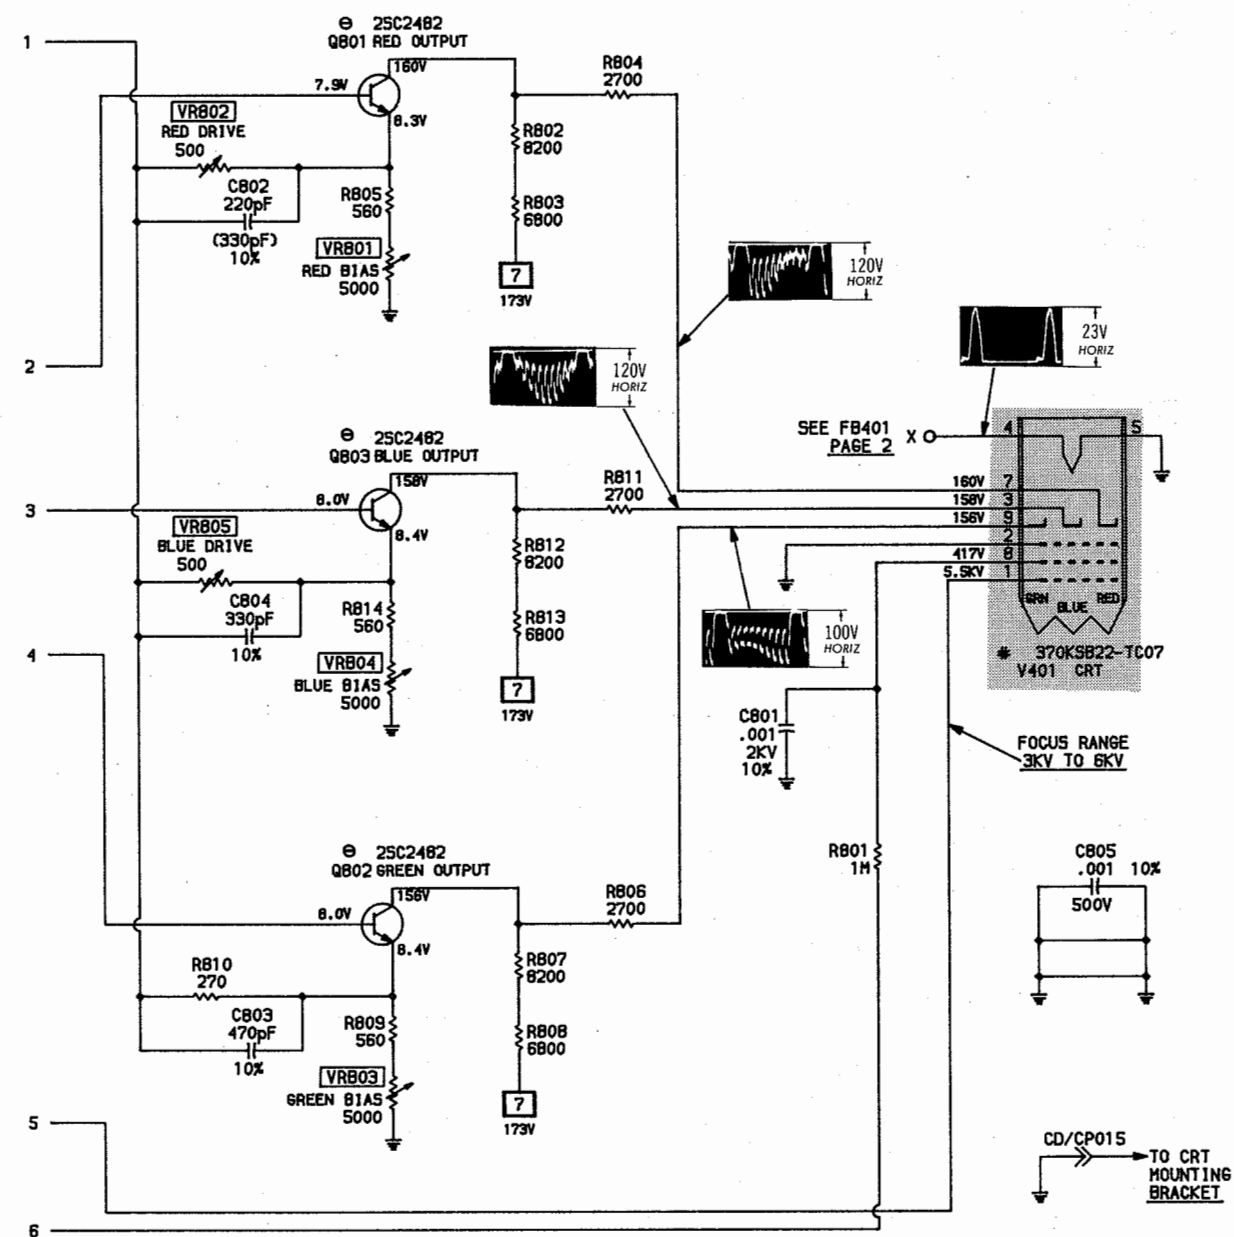 1
⊖ 2SC2482
Q801 RED OUTPUT
160V
7.9V
8.3V
R804
2700
VR802
RED DRIVE
500
R802
8200
C802
220pF
(330pF)
10%
R805
560
R803
6800
VR801
RED BIAS
5000
7
173V
120V
HORIZ
23V
HORIZ
2
120V
HORIZ
SEE FB401
PAGE 2
X
4
5
⊖ 2SC2482
Q803 BLUE OUTPUT
158V
8.0V
8.4V
R811
2700
160V 7
158V 3
156V 9
2
417V 8
5.5KV 1
GRN
BLUE
RED
# 370KSB22-TC07
V401 CRT
3
VR805
BLUE DRIVE
500
R812
8200
C804
330pF
10%
R814
560
R813
6800
100V
HORIZ
4
VR804
BLUE BIAS
5000
7
173V
C801
.001
2KV
10%
FOCUS RANGE
3KV TO 6KV
⊖ 2SC2482
Q802 GREEN OUTPUT
156V
8.0V
8.4V
R806
2700
R801
1M
C805
.001 10%
500V
R810
270
R807
8200
C803
470pF
10%
R809
560
R808
6800
VR803
GREEN BIAS
5000
7
173V
5
CD/CP015
TO CRT
MOUNTING
BRACKET
6